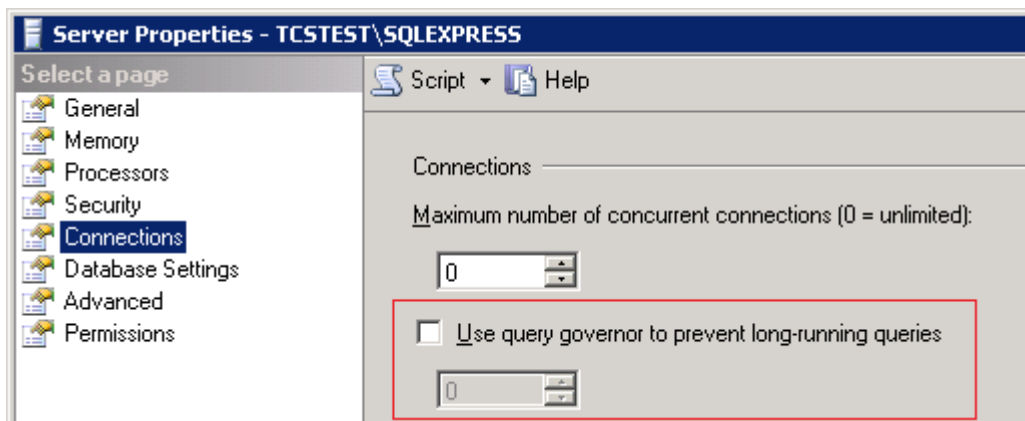 Server Properties - TCSTEST\SQLEXPRESS
Select a page
General
Memory
Processors
Security
Connections
Database Settings
Advanced
Permissions
Script Help
Connections
Maximum number of concurrent connections (0 = unlimited):
0
Use query governor to prevent long-running queries
0